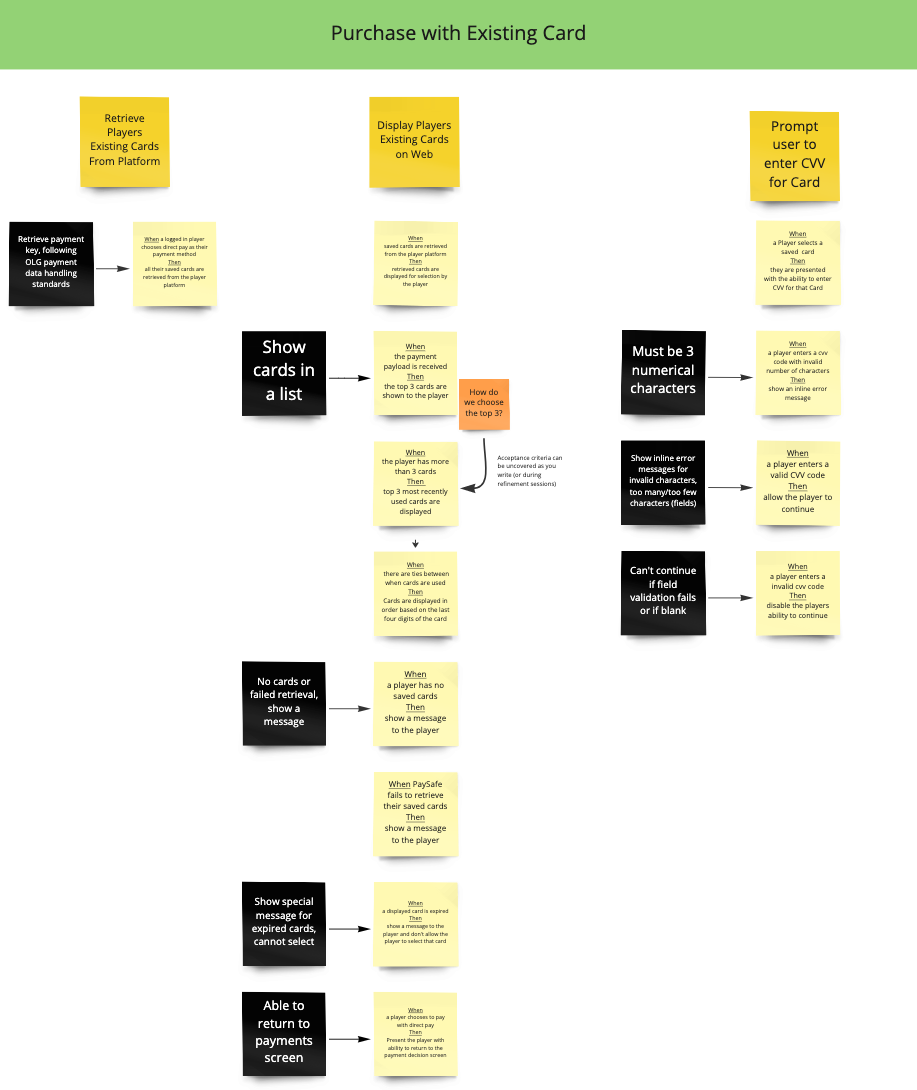 Purchase with Existing Card
Retrieve
Players
Existing Cards
From Platform
Display Players
Existing Cards
on Web
Prompt
user to
enter CVV
for Card
Retrieve payment
key, following
OLG payment
data handling
standards
When a logged in player
chooses direct pay as their
payment method
Then
all their saved cards are
retrieved from the player
platform
When
saved cards are retrieved
from the player platform
Then
retrieved cards are
displayed for selection by
the player
When
a Player selects a
saved card
Then
they are presented
with the ability to enter
CVV for that Card
Show
cards in
a list
When
the payment
payload is received
Then
the top 3 cards are
shown to the player
How do
we choose
the top 3?
Must be 3
numerical
characters
When
a player enters a cvv
code with invalid
number of characters
Then
show an inline error
message
When
the player has more
than 3 cards
Then
top 3 most recently
used cards are
displayed
Acceptance criteria can
be uncovered as you
write (or during
refinement sessions)
Show inline error
messages for
invalid characters,
too many/too few
characters (fields)
When
a player enters a
valid CVV code
Then
allow the player to
continue
When
there are ties between
when cards are used
Then
Cards are displayed in
order based on the last
four digits of the card
Can't continue
if field
validation fails
or if blank
When
a player enters a
invalid cvv code
Then
disable the players
ability to continue
No cards or
failed retrieval,
show a
message
When
a player has no
saved cards
Then
show a message
to the player
When PaySafe
fails to retrieve
their saved cards
Then
show a message
to the player
Show special
message for
expired cards,
cannot select
When
a displayed card is expired
Then
show a message to the
player and don't allow the
player to select that card
Able to
return to
payments
screen
When
a player chooses to pay
with direct pay
Then
Present the player with
ability to return to the
payment decision screen